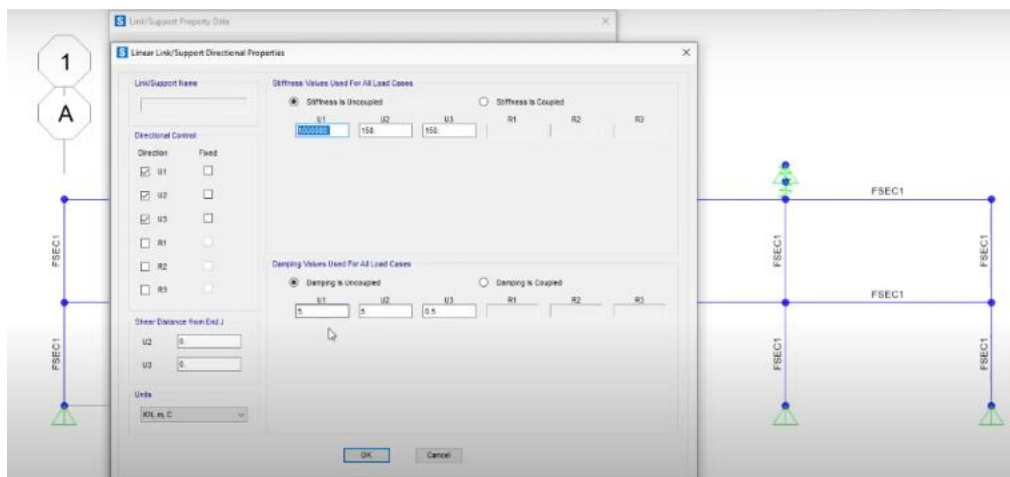 Link/Support Property Data
Linear Link/Support Directional Properties
1
A
Link/Support Name
Directional Control
Direction Fixed
U1
U2
U3
R1
R2
R3
Shear Distance from End J
U2 0.
U3 0.
Units
KN, m, C
Stiffness Values Used For All Load Cases
Stiffness Is Uncoupled Stiffness Is Coupled
U1 U2 U3 R1 R2 R3
150. 150.
Damping Values Used For All Load Cases
Damping Is Uncoupled Damping Is Coupled
U1 U2 U3 R1 R2 R3
5. 5 0.5
OK Cancel
FSEC1
FSEC1
FSEC1
FSEC1
FSEC1
FSEC1
FSEC1
FSEC1